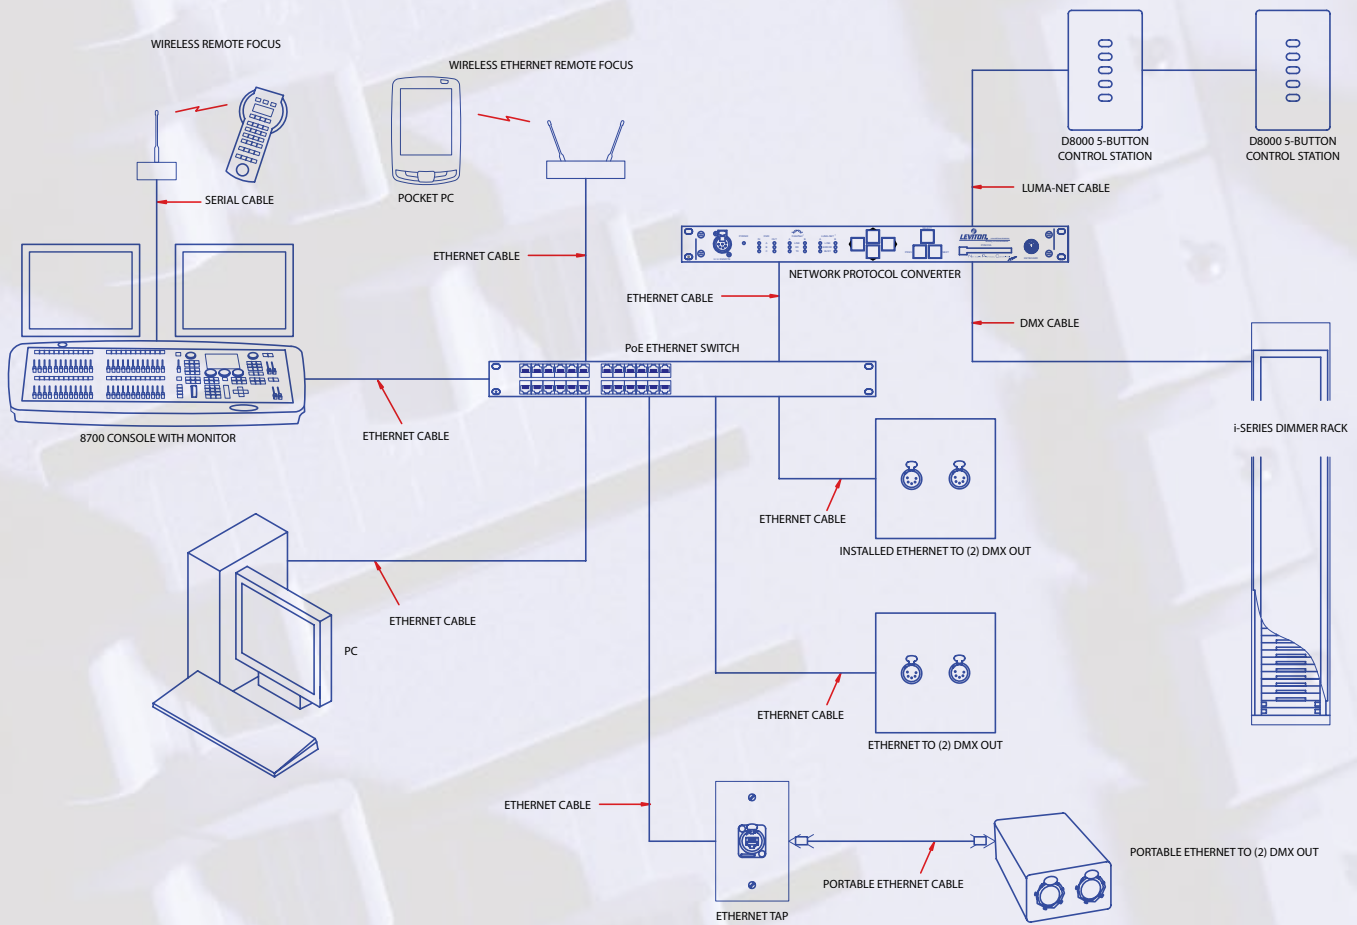 WIRELESS REMOTE FOCUS
WIRELESS ETHERNET REMOTE FOCUS
D8000 5-BUTTON
CONTROL STATION
D8000 5-BUTTON
CONTROL STATION
SERIAL CABLE
POCKET PC
LUMA-NET CABLE
LEVITON
ETHERNET CABLE
NETWORK PROTOCOL CONVERTER
ETHERNET CABLE
DMX CABLE
PoE ETHERNET SWITCH
8700 CONSOLE WITH MONITOR
ETHERNET CABLE
i-SERIES DIMMER RACK
ETHERNET CABLE
INSTALLED ETHERNET TO (2) DMX OUT
ETHERNET CABLE
PC
ETHERNET CABLE
ETHERNET TO (2) DMX OUT
ETHERNET CABLE
PORTABLE ETHERNET TO (2) DMX OUT
PORTABLE ETHERNET CABLE
ETHERNET TAP